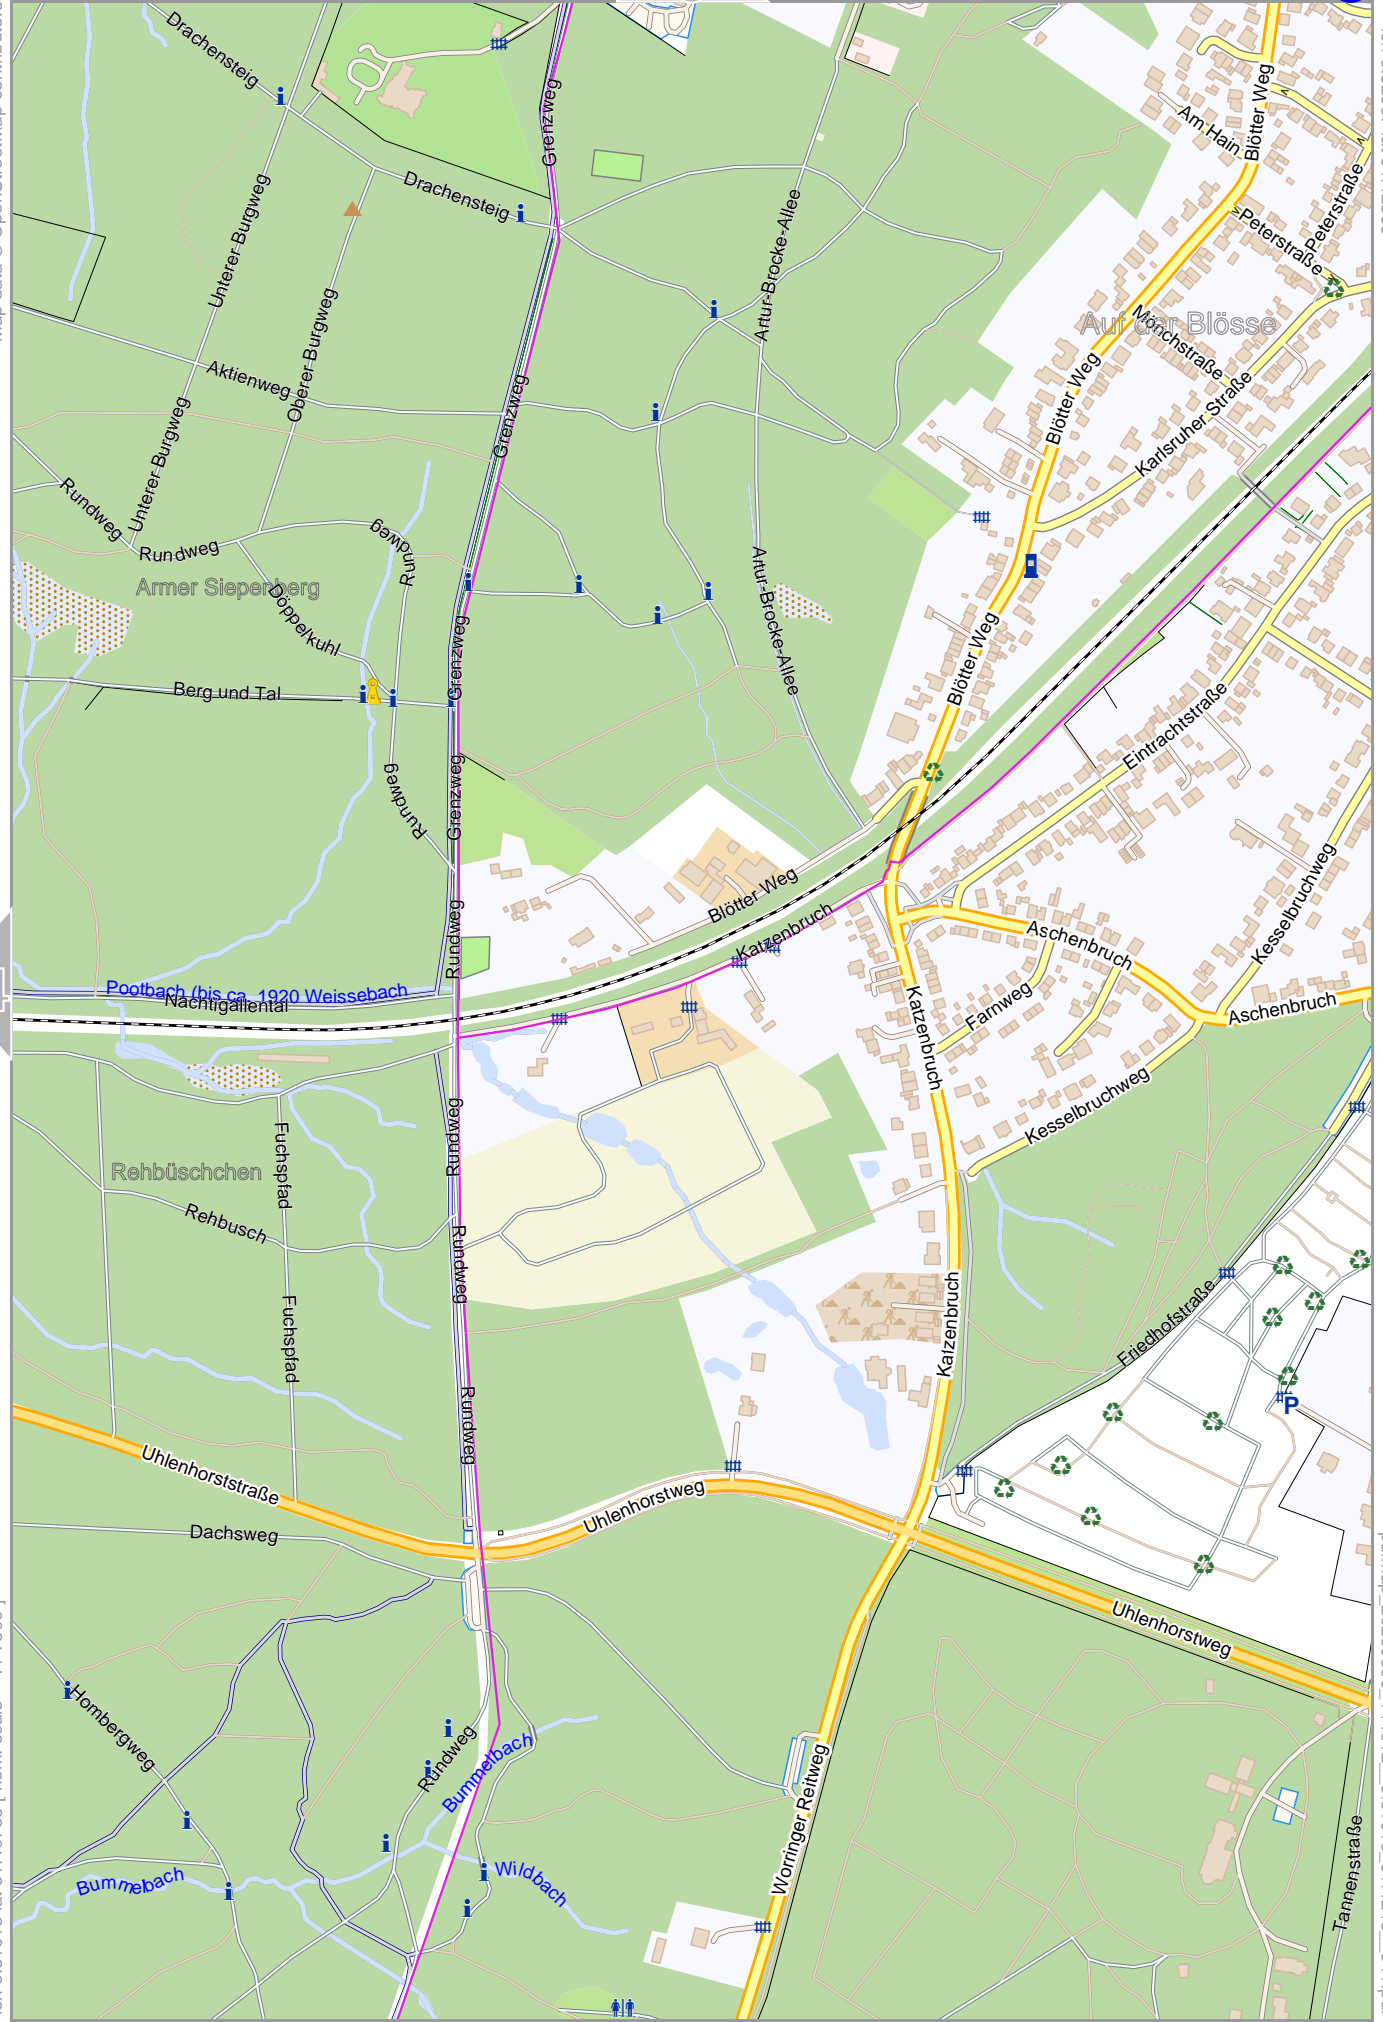 Drachensteig
Grenzweg
Blötter Weg
Am Hain
Peterstraße
Drachensteig
Unterer Burgweg
Artur-Brocke-Allee
Peterstraße
Auf der Blösse
Mönchstraße
Oberer Burgweg
Aktienweg
Grenzweg
Blötter Weg
Karlsruher Straße
Unterer Burgweg
Rundweg
Rundweg
Rundweg
Armer Siepenberg
Döppelkuhl
Artur-Brocke-Allee
Grenzweg
Blötter Weg
Berg und Tal
Eintrachtstraße
Rundweg
Grenzweg
Blötter Weg
Kesselbruchweg
Rundweg
Katzenbruch
Aschenbruch
Pootbach (bis ca. 1920 Weissebach
Nachtigallental
Farnweg
Aschenbruch
Katzenbruch
Kesselbruchweg
Rundweg
Fuchspfad
Rehbüschchen
Rehbusch
Rundweg
Fuchspfad
Katzenbruch
Friedhofstraße
P
Rundweg
Uhlenhorststraße
Uhlenhorstweg
Dachsweg
Uhlenhorstweg
Hombergweg
Rundweg
Bummelbach
Worringer Reitweg
Bummelbach
Wildbach
Tannenstraße